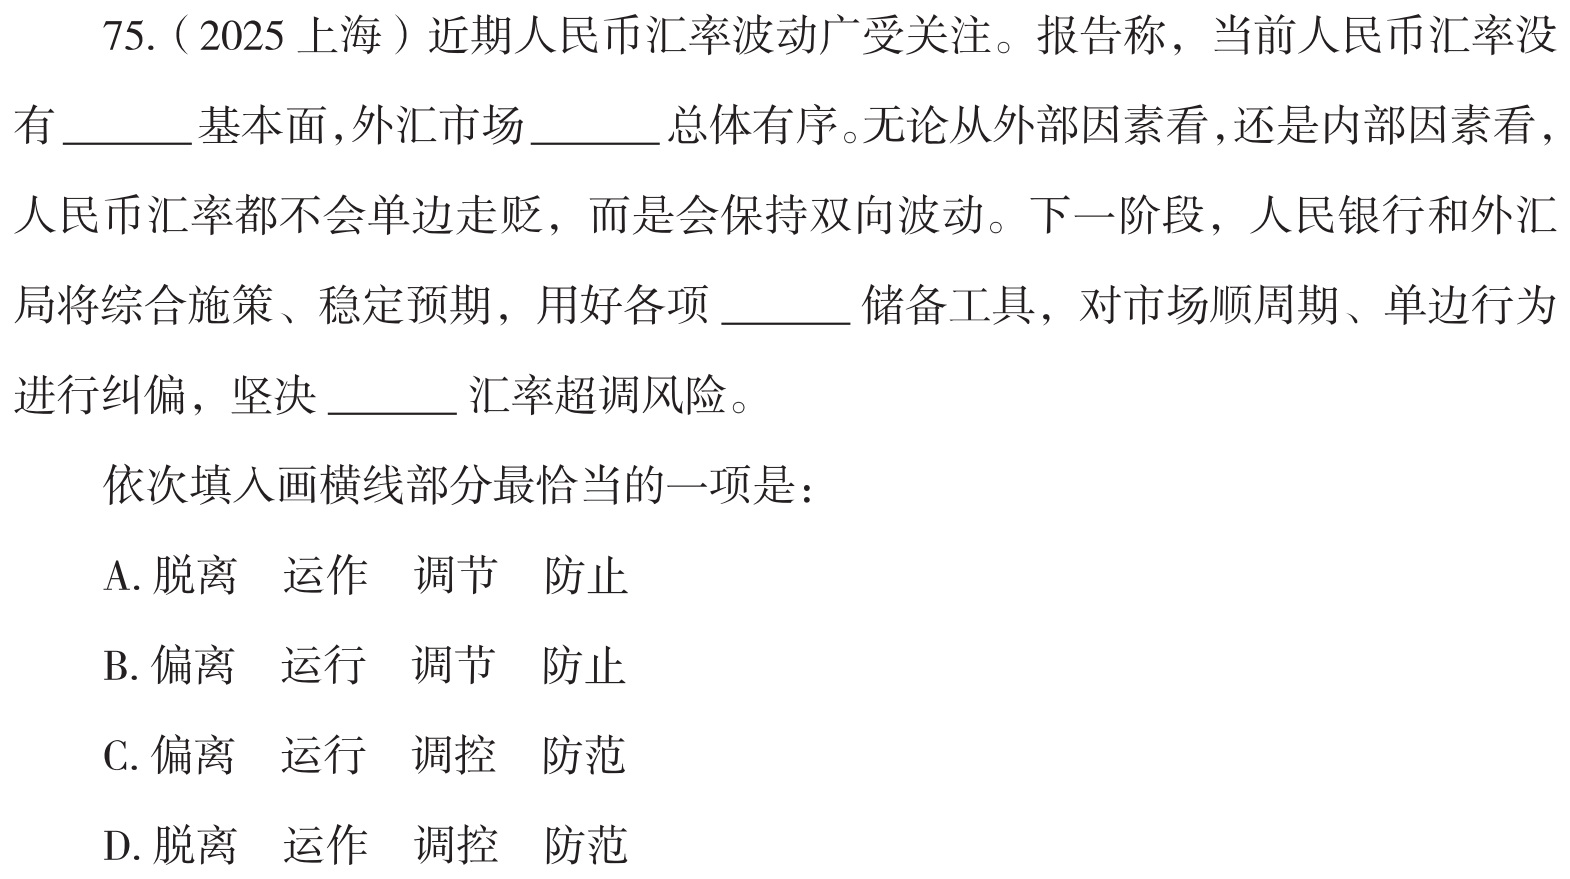 75.（2025 上海）近期人民币汇率波动广受关注。报告称，当前人民币汇率没
有 ______ 基本面，外汇市场 ______ 总体有序。无论从外部因素看，还是内部因素看，
人民币汇率都不会单边走贬，而是会保持双向波动。下一阶段，人民银行和外汇
局将综合施策、稳定预期，用好各项 ______ 储备工具，对市场顺周期、单边行为
进行纠偏，坚决 ______ 汇率超调风险。
依次填入画横线部分最恰当的一项是：
A. 脱离　运作　调节　防止
B. 偏离　运行　调节　防止
C. 偏离　运行　调控　防范
D. 脱离　运作　调控　防范